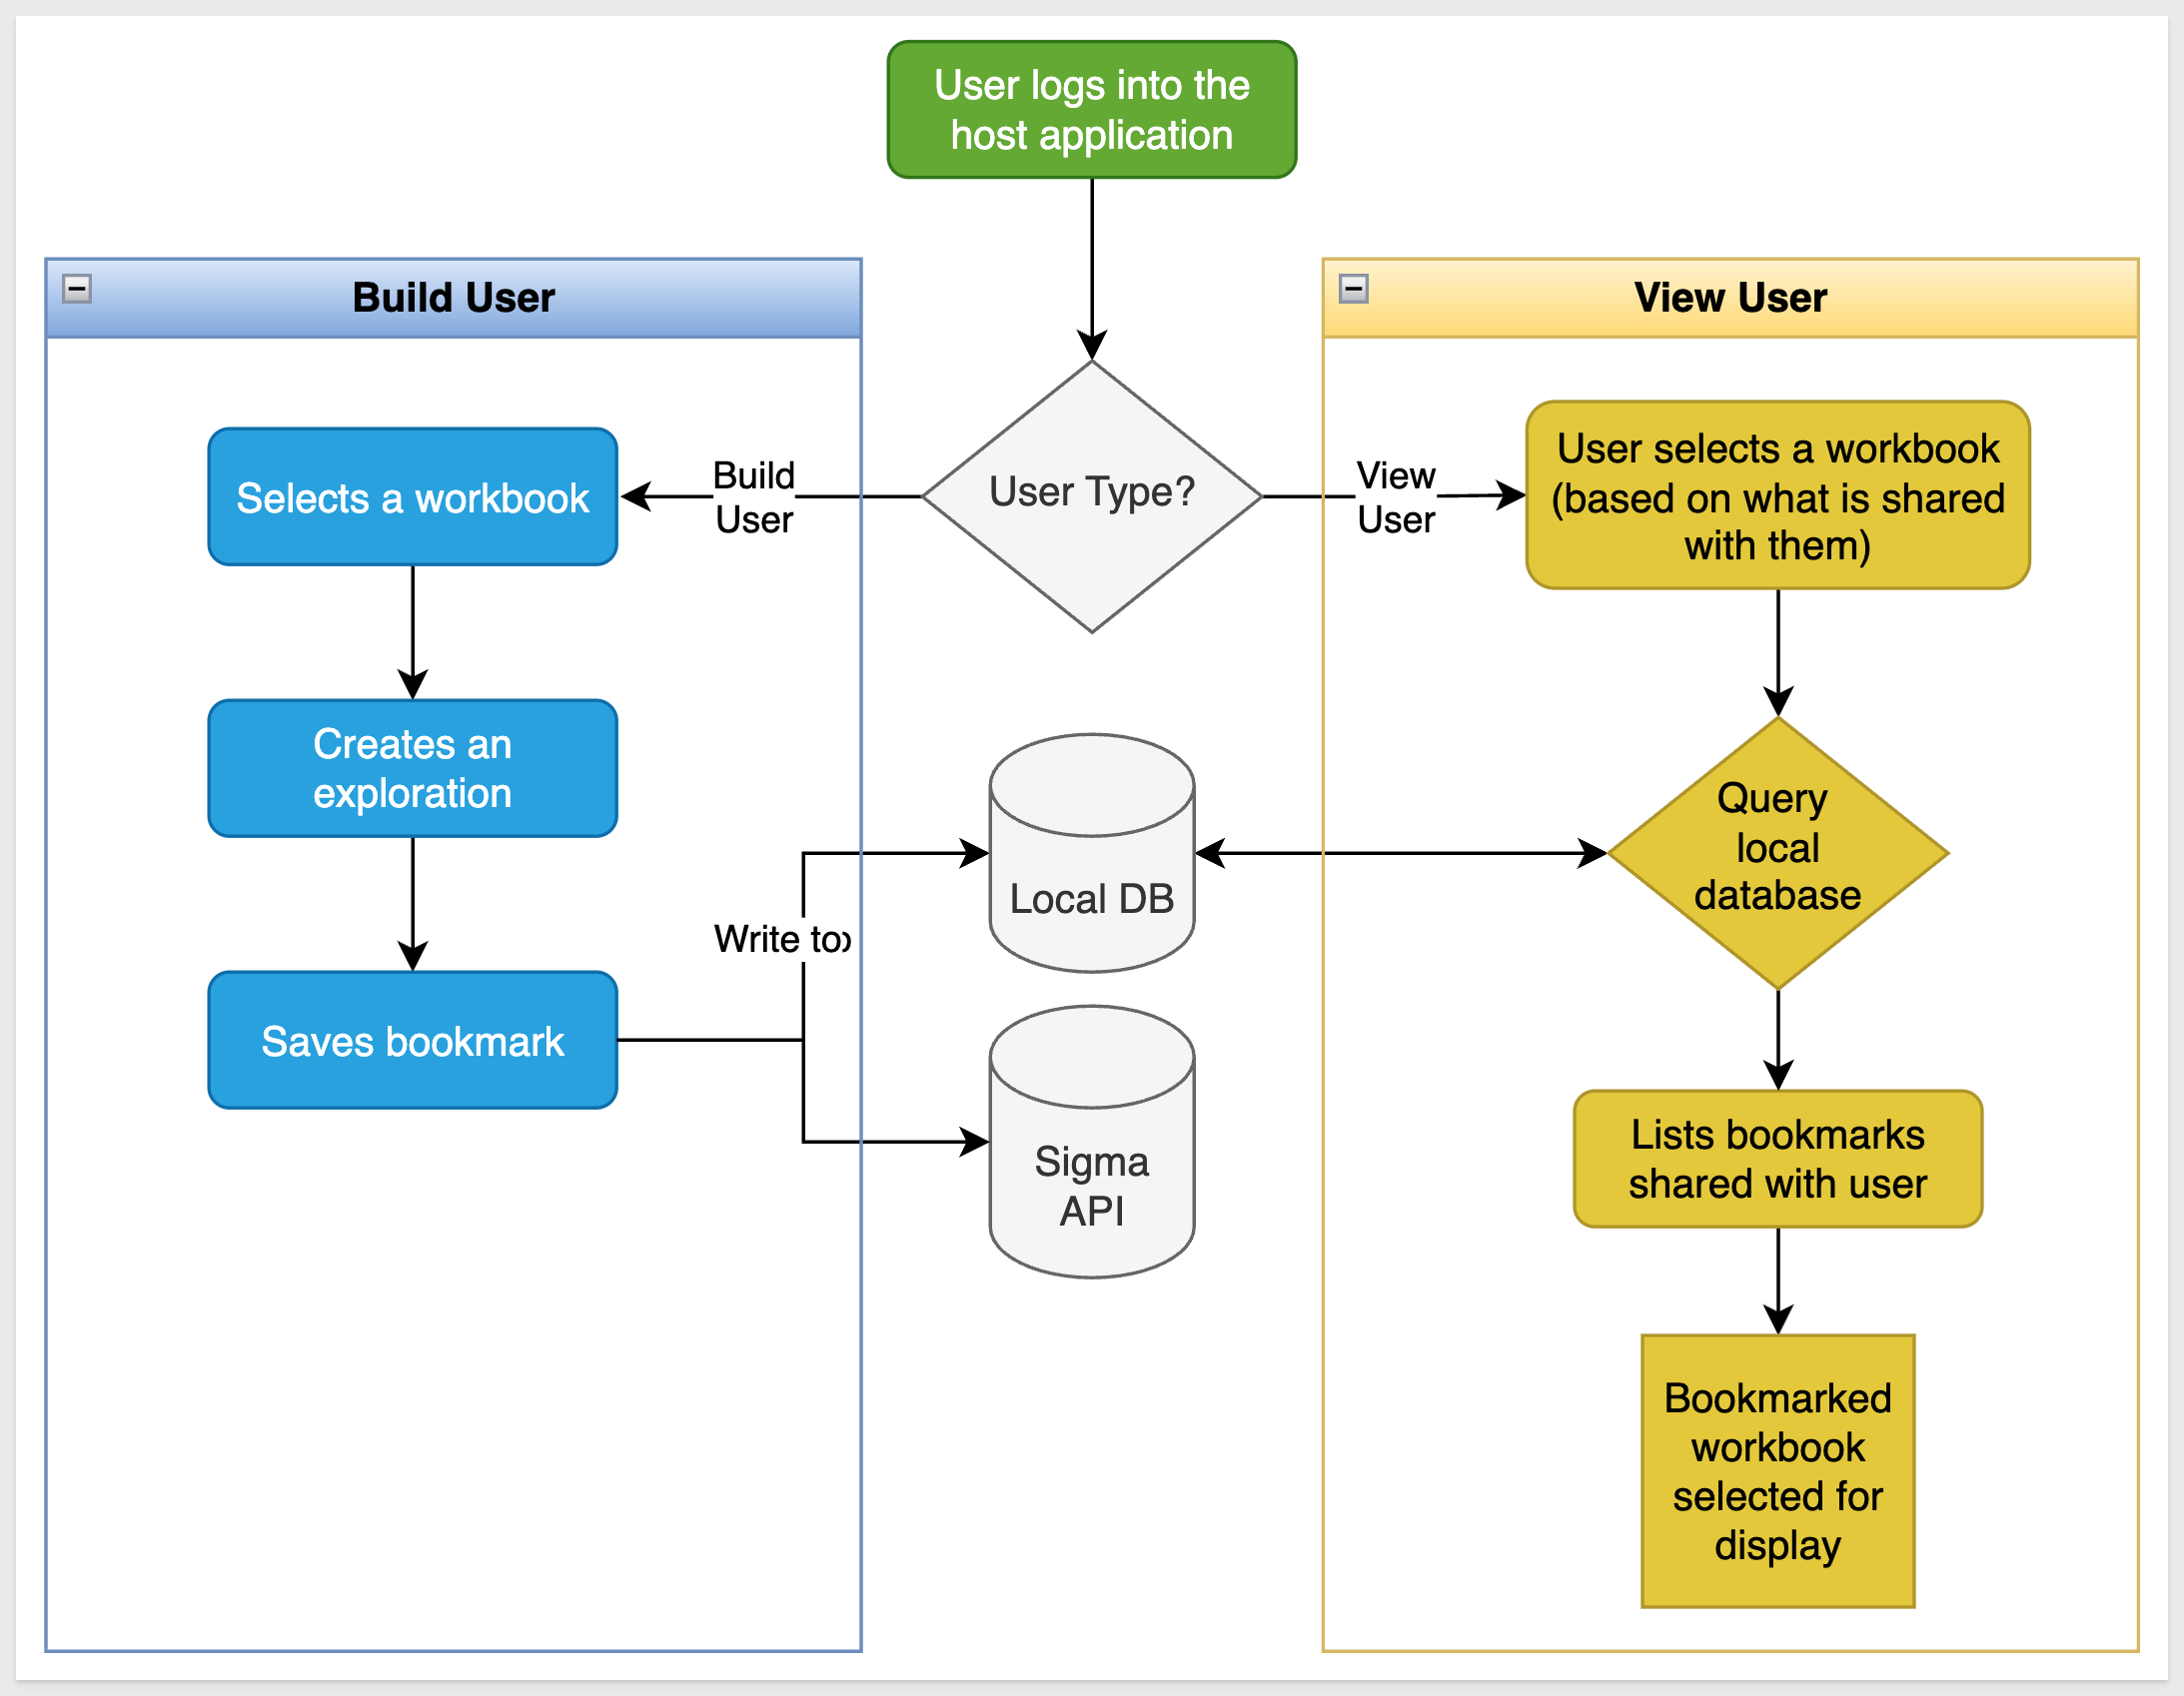 User logs into the
host application
Build User
View User
Selects a workbook
Build
User
User Type?
View
User
User selects a workbook
(based on what is shared
with them)
Creates an
exploration
Query
local
database
Local DB
Write to
Saves bookmark
Sigma
API
Lists bookmarks
shared with user
Bookmarked
workbook
selected for
display